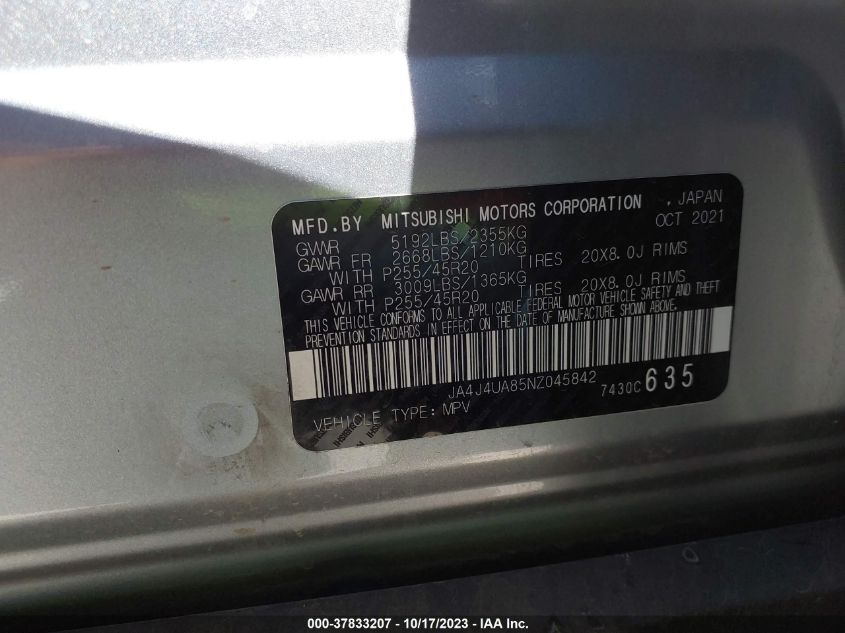 MFD.BY MITSUBISHI MOTORS CORPORATION , JAPAN
GVWR 5192LBS/2355KG OCT 2021
GAWR FR 2668LBS/1210KG
WITH P255/45R20 TIRES 20X8.0J RIMS
GAWR RR 3009LBS/1365KG
WITH P255/45R20 TIRES 20X8.0J RIMS
THIS VEHICLE CONFORMS TO ALL APPLICABLE FEDERAL MOTOR VEHICLE SAFETY AND THEFT
PREVENTION STANDARDS IN EFFECT ON THE DATE OF MANUFACTURE SHOWN ABOVE.
JA4J4UA85NZ045842 7430C 635
VEHICLE TYPE: MPV
000-37833207 - 10/17/2023 - IAA Inc.